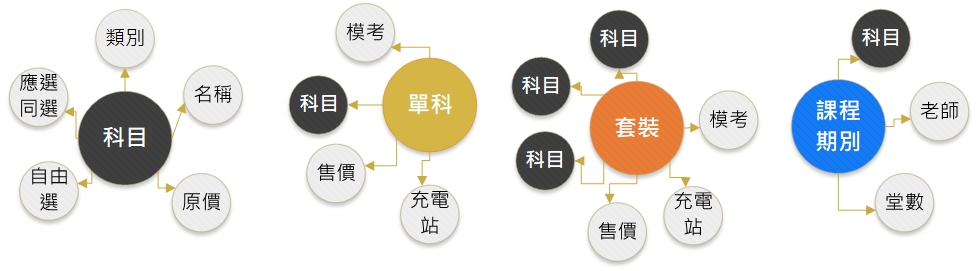 類別
應選
同選
名稱
科目
自由
選
原價
模考
科目
單科
售價
充電
站
科目
科目
套裝
模考
科目
售價
充電
站
科目
課程
期別
老師
堂數